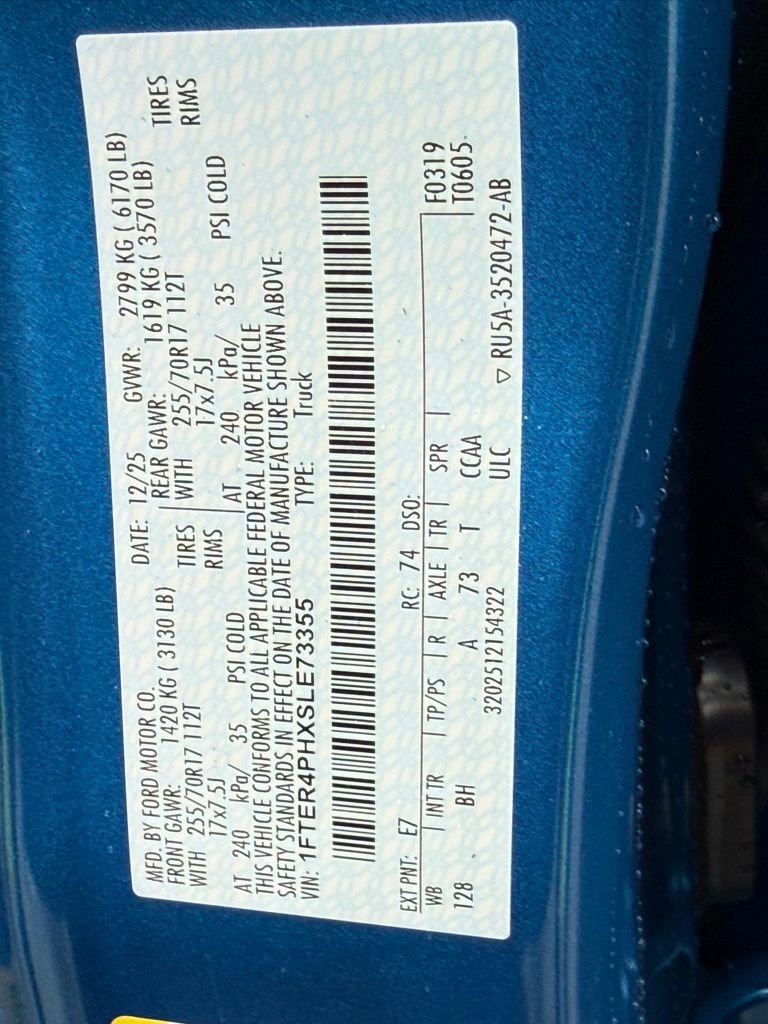 MFD. BY FORD MOTOR CO. DATE: 12/25 GVWR: 2799 KG ( 6170 LB)
FRONT GAWR: 1420 KG ( 3130 LB) REAR GAWR: 1619 KG ( 3570 LB)
WITH 255/70R17 112T TIRES WITH 255/70R17 112T TIRES
17x7.5J RIMS 17x7.5J RIMS
AT 240 kPa/ 35 PSI COLD AT 240 kPa/ 35 PSI COLD
THIS VEHICLE CONFORMS TO ALL APPLICABLE FEDERAL MOTOR VEHICLE
SAFETY STANDARDS IN EFFECT ON THE DATE OF MANUFACTURE SHOWN ABOVE.
VIN: 1FTER4PHXSLE73355 TYPE: Truck
EXT PNT: E7 RC: 74 DSO:
WB | INT TR | TP/PS | R | AXLE | TR | SPR | F0319
128 BH A 73 T CCAA T0605
3202512154322 ULC
▽ RU5A-3520472-AB